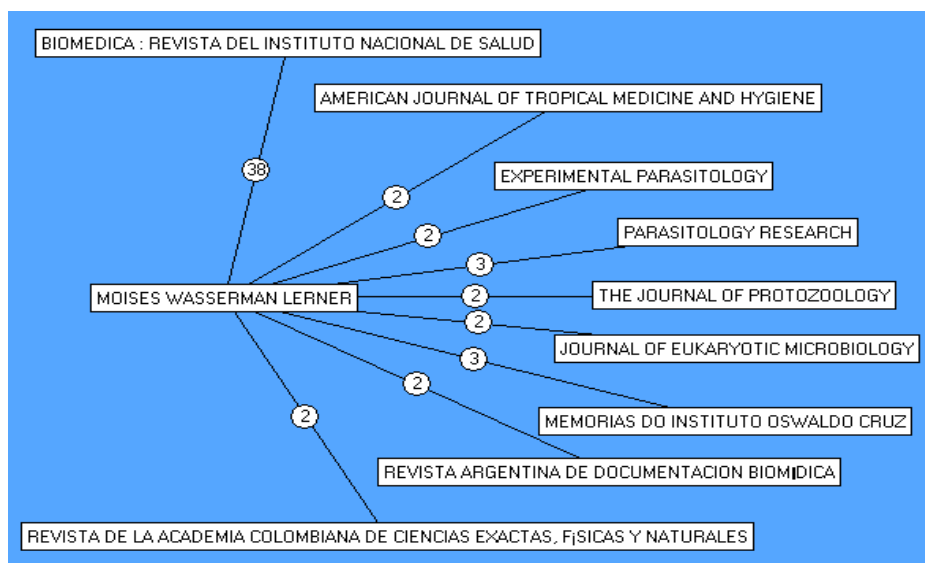 BIOMEDICA : REVISTA DEL INSTITUTO NACIONAL DE SALUD
AMERICAN JOURNAL OF TROPICAL MEDICINE AND HYGIENE
38
EXPERIMENTAL PARASITOLOGY
2
2
PARASITOLOGY RESEARCH
3
MOISES WASSERMAN LERNER
2
THE JOURNAL OF PROTOZOOLOGY
2
JOURNAL OF EUKARYOTIC MICROBIOLOGY
3
2
MEMORIAS DO INSTITUTO OSWALDO CRUZ
2
REVISTA ARGENTINA DE DOCUMENTACION BIOMIDICA
REVISTA DE LA ACADEMIA COLOMBIANA DE CIENCIAS EXACTAS, F¡SICAS Y NATURALES